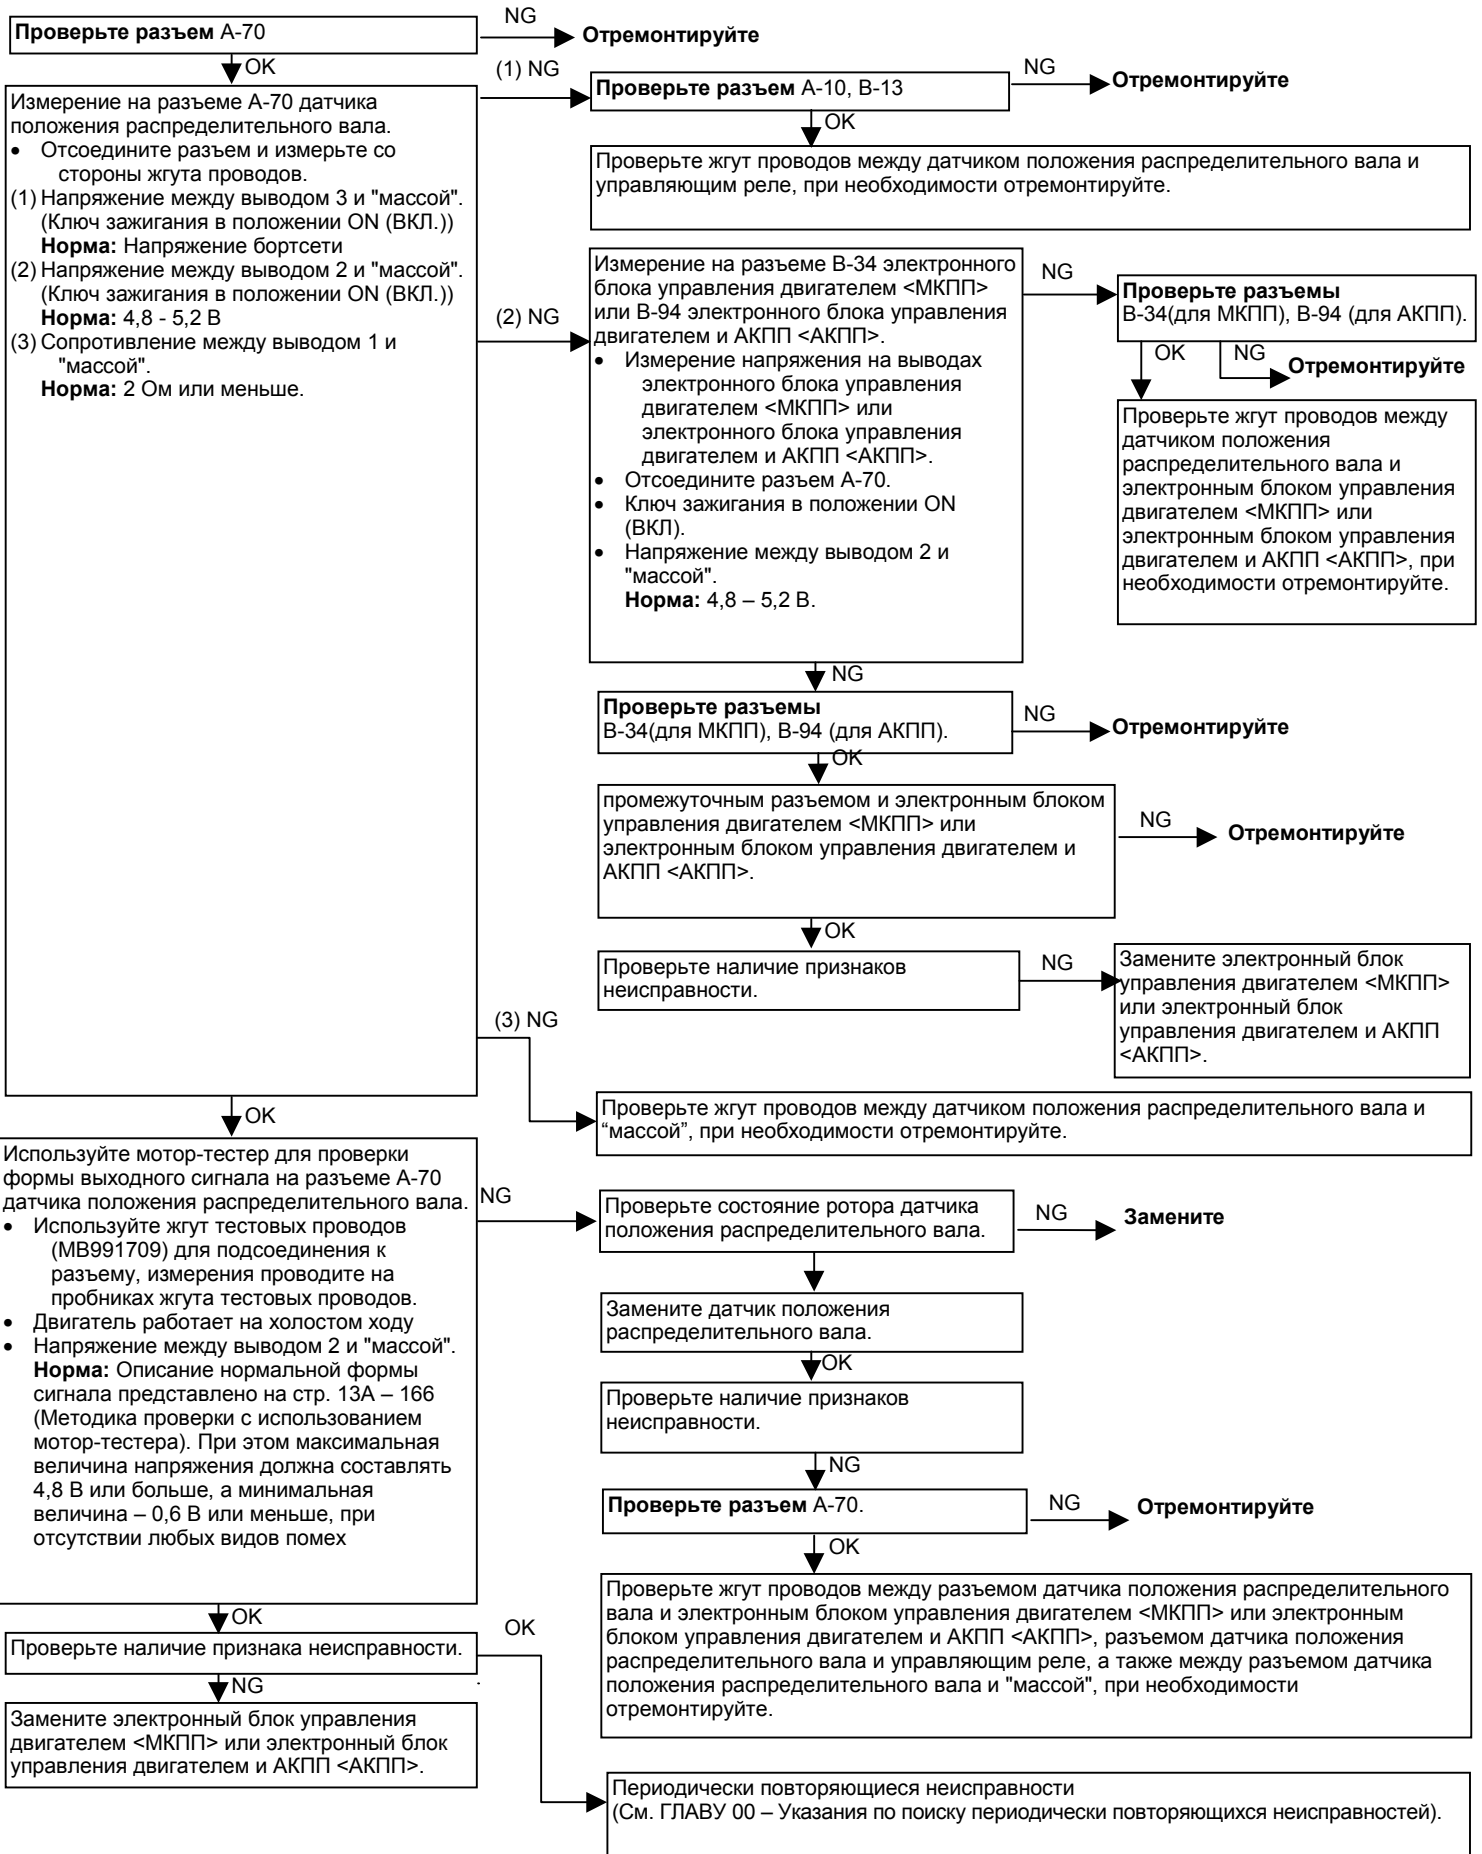 Проверьте разъем А-70
NG
Отремонтируйте
OK
Измерение на разъеме А-70 датчика
положения распределительного вала.
• Отсоедините разъем и измерьте со
стороны жгута проводов.
(1) Напряжение между выводом 3 и "массой".
(Ключ зажигания в положении ON (ВКЛ.))
Норма: Напряжение бортсети
(2) Напряжение между выводом 2 и "массой".
(Ключ зажигания в положении ON (ВКЛ.))
Норма: 4,8 - 5,2 В
(3) Сопротивление между выводом 1 и
"массой".
Норма: 2 Ом или меньше.
(1) NG
Проверьте разъем А-10, В-13
NG
Отремонтируйте
OK
Проверьте жгут проводов между датчиком положения распределительного вала и
управляющим реле, при необходимости отремонтируйте.
(2) NG
Измерение на разъеме В-34 электронного
блока управления двигателем <МКПП>
или В-94 электронного блока управления
двигателем и АКПП <АКПП>.
• Измерение напряжения на выводах
электронного блока управления
двигателем <МКПП> или
электронного блока управления
двигателем и АКПП <АКПП>.
• Отсоедините разъем А-70.
• Ключ зажигания в положении ON
(ВКЛ).
• Напряжение между выводом 2 и
"массой".
Норма: 4,8 – 5,2 В.
NG
Проверьте разъемы
В-34(для МКПП), В-94 (для АКПП).
OK
NG
Отремонтируйте
Проверьте жгут проводов между
датчиком положения
распределительного вала и
электронным блоком управления
двигателем <МКПП> или
электронным блоком управления
двигателем и АКПП <АКПП>, при
необходимости отремонтируйте.
NG
Проверьте разъемы
В-34(для МКПП), В-94 (для АКПП).
NG
Отремонтируйте
OK
промежуточным разъемом и электронным блоком
управления двигателем <МКПП> или
электронным блоком управления двигателем и
АКПП <АКПП>.
NG
Отремонтируйте
OK
Проверьте наличие признаков
неисправности.
NG
Замените электронный блок
управления двигателем <МКПП>
или электронный блок
управления двигателем и АКПП
<АКПП>.
(3) NG
Проверьте жгут проводов между датчиком положения распределительного вала и
“массой”, при необходимости отремонтируйте.
OK
Используйте мотор-тестер для проверки
формы выходного сигнала на разъеме А-70
датчика положения распределительного вала.
• Используйте жгут тестовых проводов
(МВ991709) для подсоединения к
разъему, измерения проводите на
пробниках жгута тестовых проводов.
• Двигатель работает на холостом ходу
• Напряжение между выводом 2 и "массой".
Норма: Описание нормальной формы
сигнала представлено на стр. 13А – 166
(Методика проверки с использованием
мотор-тестера). При этом максимальная
величина напряжения должна составлять
4,8 В или больше, а минимальная
величина – 0,6 В или меньше, при
отсутствии любых видов помех
NG
Проверьте состояние ротора датчика
положения распределительного вала.
NG
Замените
Замените датчик положения
распределительного вала.
OK
Проверьте наличие признаков
неисправности.
NG
Проверьте разъем А-70.
NG
Отремонтируйте
OK
Проверьте жгут проводов между разъемом датчика положения распределительного
вала и электронным блоком управления двигателем <МКПП> или электронным
блоком управления двигателем и АКПП <АКПП>, разъемом датчика положения
распределительного вала и управляющим реле, а также между разъемом датчика
положения распределительного вала и "массой", при необходимости
отремонтируйте.
OK
Проверьте наличие признака неисправности.
OK
NG
Замените электронный блок управления
двигателем <МКПП> или электронный блок
управления двигателем и АКПП <АКПП>.
Периодически повторяющиеся неисправности
(См. ГЛАВУ 00 – Указания по поиску периодически повторяющихся неисправностей).